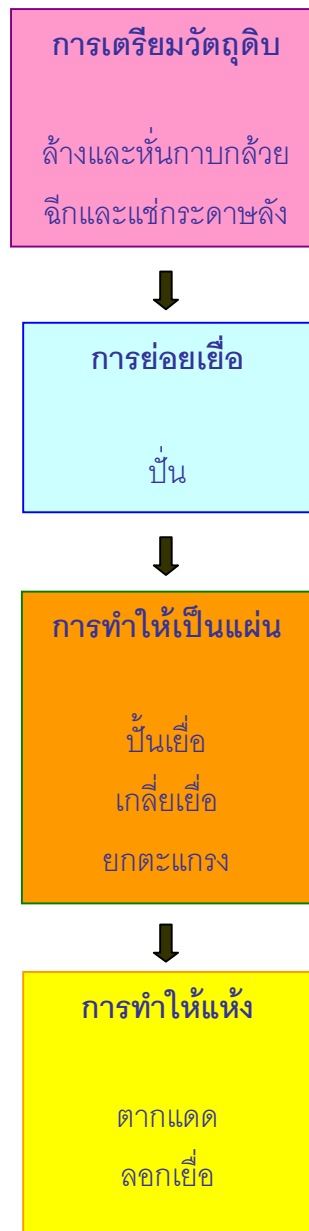 การเตรียมวัตถุดิบ
ล้างและหั่นกาบกล้วย
ฉีกและแช่กระดาษลัง
การย่อยเยื่อ
ปั่น
การทำให้เป็นแผ่น
ปั้นเยื่อ
เกลี่ยเยื่อ
ยกตะแกรง
การทำให้แห้ง
ตากแดด
ลอกเยื่อ